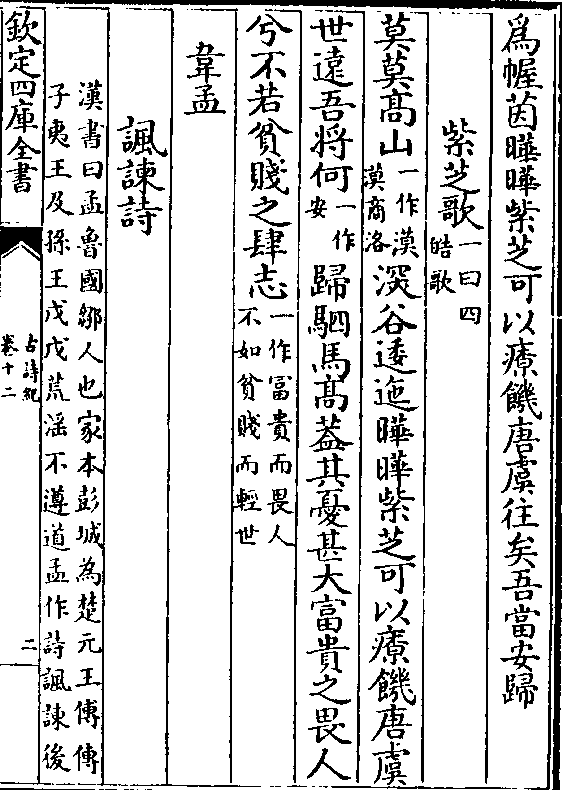 爲幄茵曄曄紫芝可以療饑唐虞往矣吾當安歸
紫芝歌一曰四皓歌
莫莫髙山一作漠漠商洛深谷逶迤曄曄紫芝可以療饑唐虞
世遠吾將何一作安歸駟馬髙葢其憂甚大富貴之畏人
兮不若貧賤之肆志一作富貴而畏人不如貧賤而輕世
韋孟
諷諫詩
漢書曰孟魯國鄒人也家本彭城為楚元王傅傅
子夷王及孫王戊戊荒淫不遵道孟作詩諷諫後
欽定四庫全書
古詩紀
卷十二
二